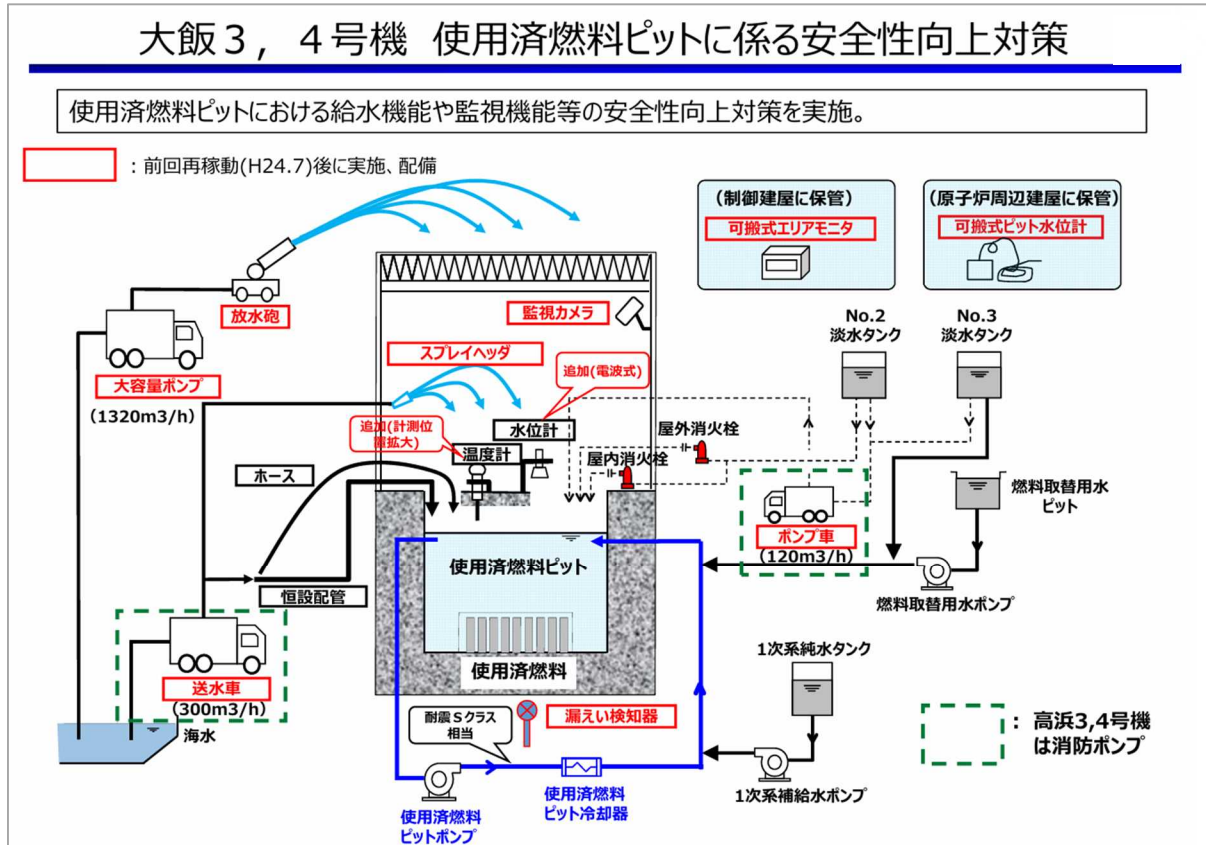 大飯３，４号機 使用済燃料ピットに係る安全性向上対策
使用済燃料ピットにおける給水機能や監視機能等の安全性向上対策を実施。
：前回再稼動(H24.7)後に実施、配備
（制御建屋に保管）
可搬式エリアモニタ
（原子炉周辺建屋に保管）
可搬式ピット水位計
放水砲
監視カメラ
No.2
淡水タンク
No.3
淡水タンク
スプレイヘッダ
追加(電波式)
大容量ポンプ
（1320m3/h）
追加(計測位
置拡大)
水位計
温度計
屋外消火栓
屋内消火栓
ホース
燃料取替用水
ピット
ポンプ車
（120m3/h）
使用済燃料ピット
恒設配管
燃料取替用水ポンプ
使用済燃料
1次系純水タンク
送水車
（300m3/h）
海水
耐震Ｓクラス
相当
漏えい検知器
： 高浜3,4号機
は消防ポンプ
使用済燃料
ピットポンプ
使用済燃料
ピット冷却器
1次系補給水ポンプ